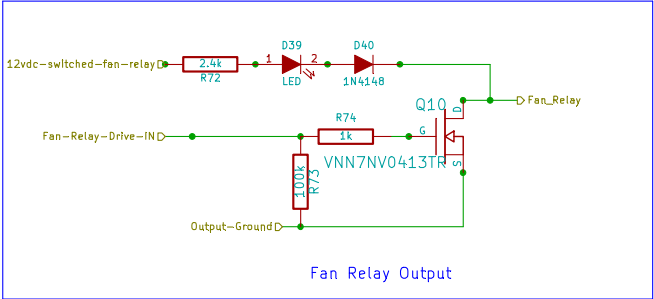 D39
D40
12vdc-switched-fan-relay
2.4k
1
2
R72
LED
1N4148
Q10
D
Fan_Relay
R74
Fan-Relay-Drive-IN
1k
G
VNN7NV0413TR
S
100k
R73
Output-Ground
Fan Relay Output